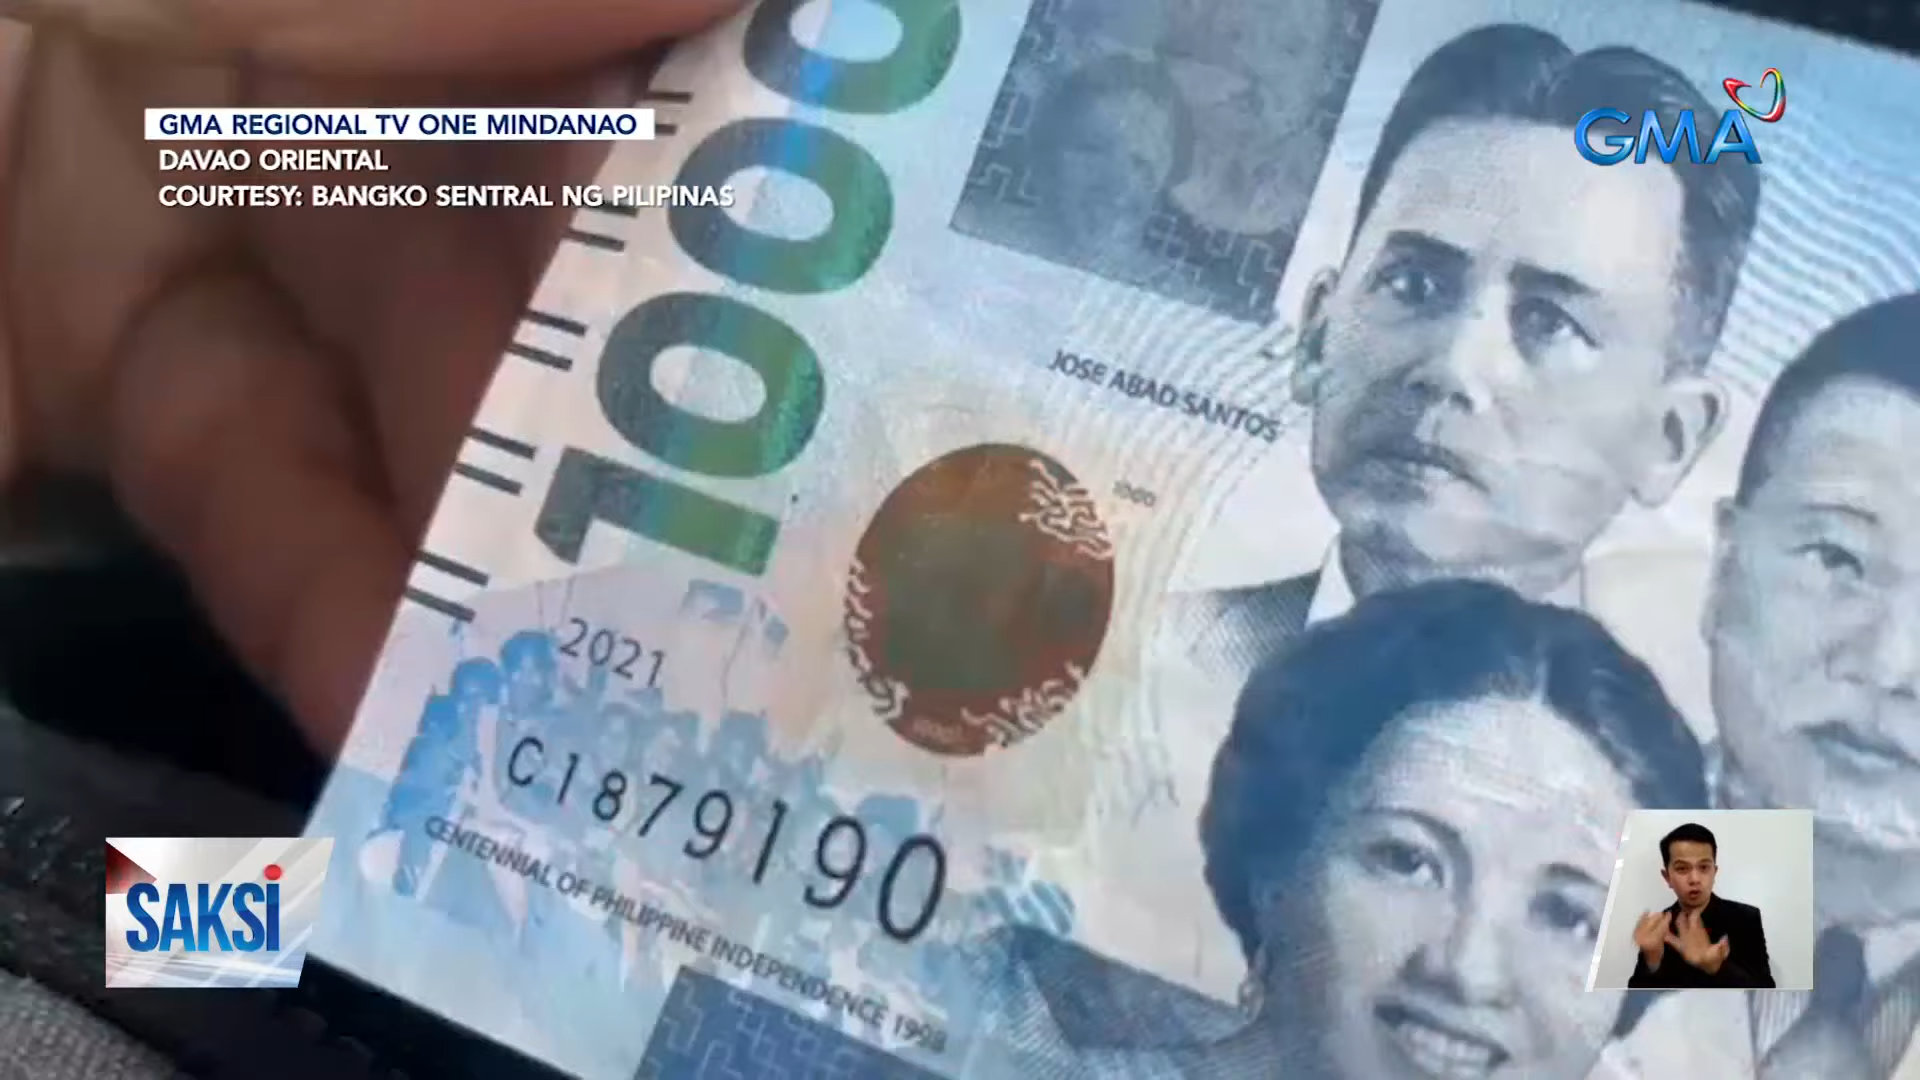 GMA REGIONAL TV ONE MINDANAO
DAVAO ORIENTAL
COURTESY: BANGKO SENTRAL NG PILIPINAS
GMA
1000
JOSE ABAD SANTOS
1000
2021
C1879190
CENTENNIAL OF PHILIPPINE INDEPENDENCE 1998
SAKSI